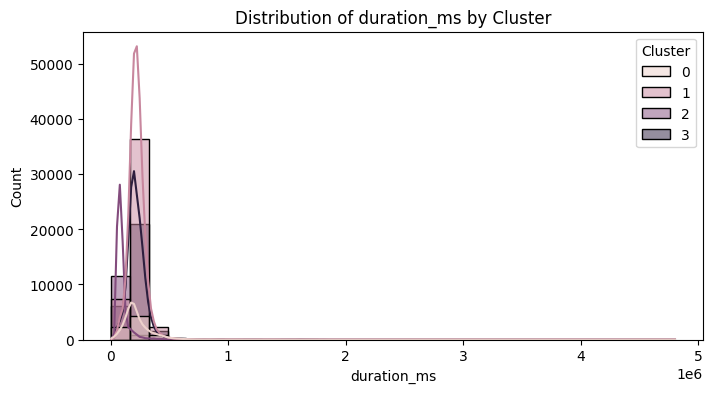 Distribution of duration_ms by Cluster
Count
50000
40000
30000
20000
10000
0
Cluster
0
1
2
3
0 1 2 3 4 5
1e6
duration_ms